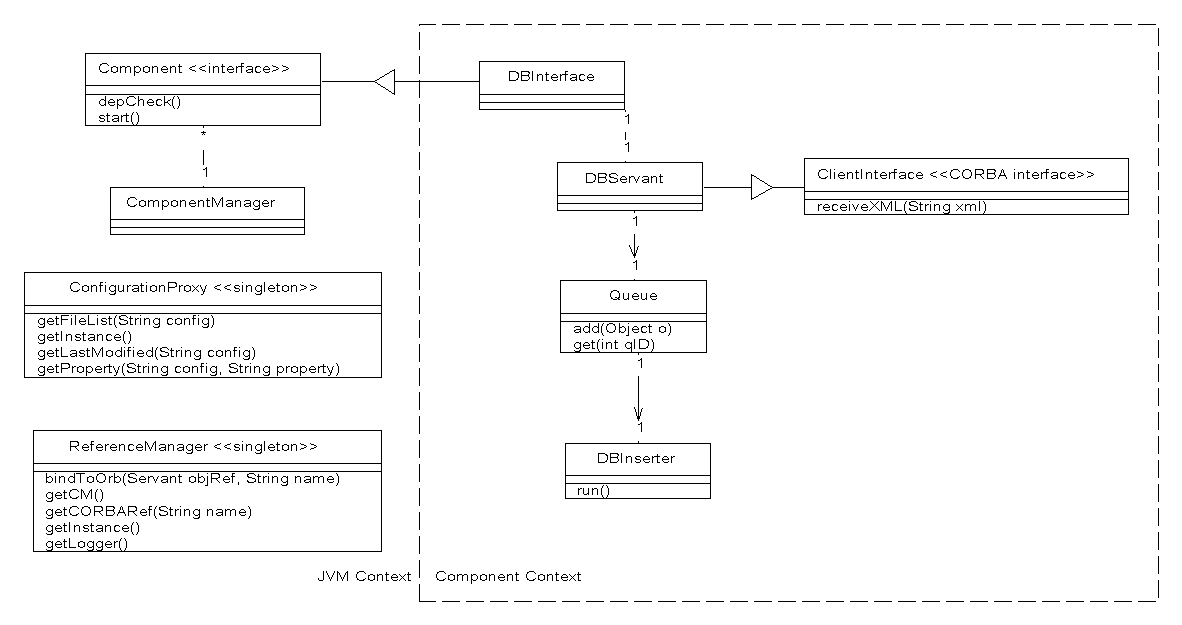 Component <<interface>>
depCheck()
start()
*
1
ComponentManager
ConfigurationProxy <<singleton>>
getFileList(String config)
getInstance()
getLastModified(String config)
getProperty(String config, String property)
ReferenceManager <<singleton>>
bindToOrb(Servant objRef, String name)
getCM()
getCORBARef(String name)
getInstance()
getLogger()
JVM Context
DBInterface
1
1
DBServant
ClientInterface <<CORBA interface>>
receiveXML(String xml)
1
1
Queue
add(Object o)
get(int qID)
1
1
DBInserter
run()
Component Context